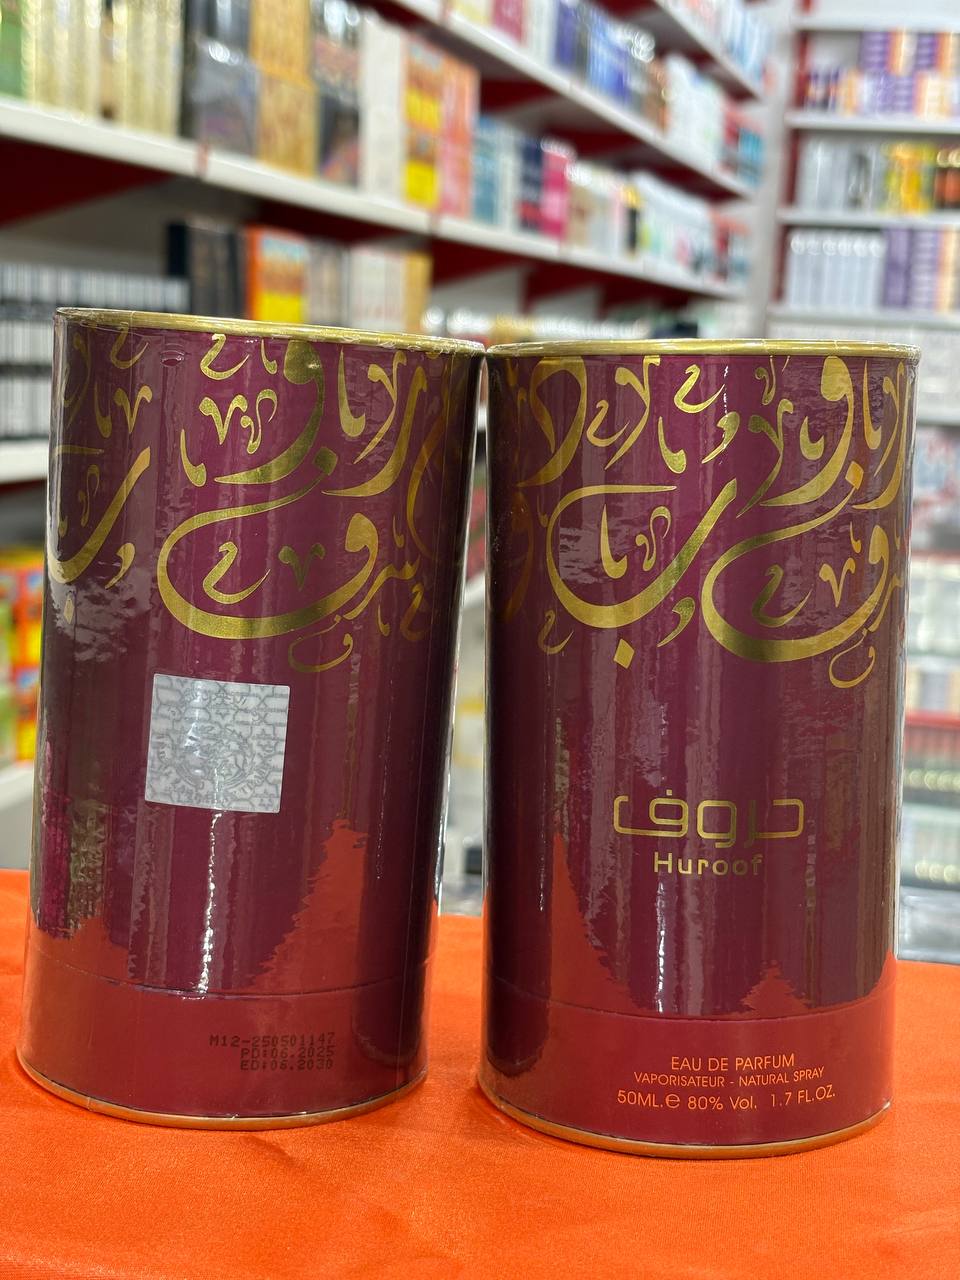 M12-250501147
PD:06.2025
ED:06.2030
حروف
Huroof
EAU DE PARFUM
VAPORISATEUR - NATURAL SPRAY
50ML.℮ 80% Vol. 1.7 FL.OZ.